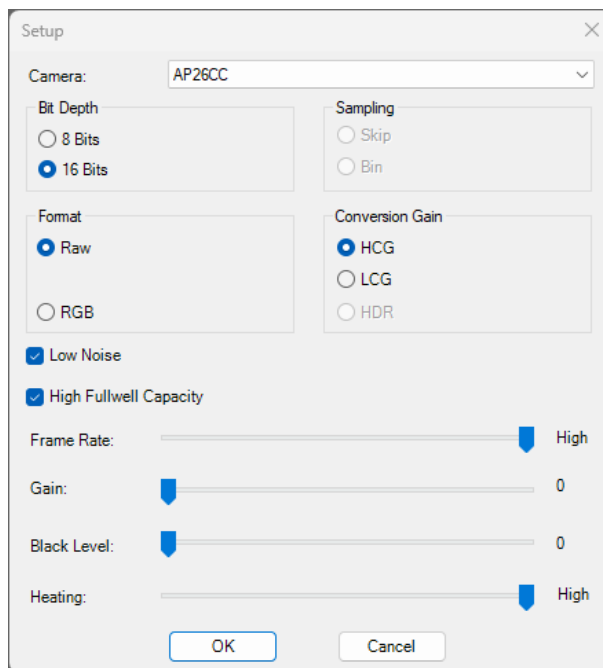 Setup
Camera:
AP26CC
Bit Depth
8 Bits
16 Bits
Sampling
Skip
Bin
Format
Raw
RGB
Conversion Gain
HCG
LCG
HDR
Low Noise
High Fullwell Capacity
Frame Rate: High
Gain: 0
Black Level: 0
Heating: High
OK Cancel